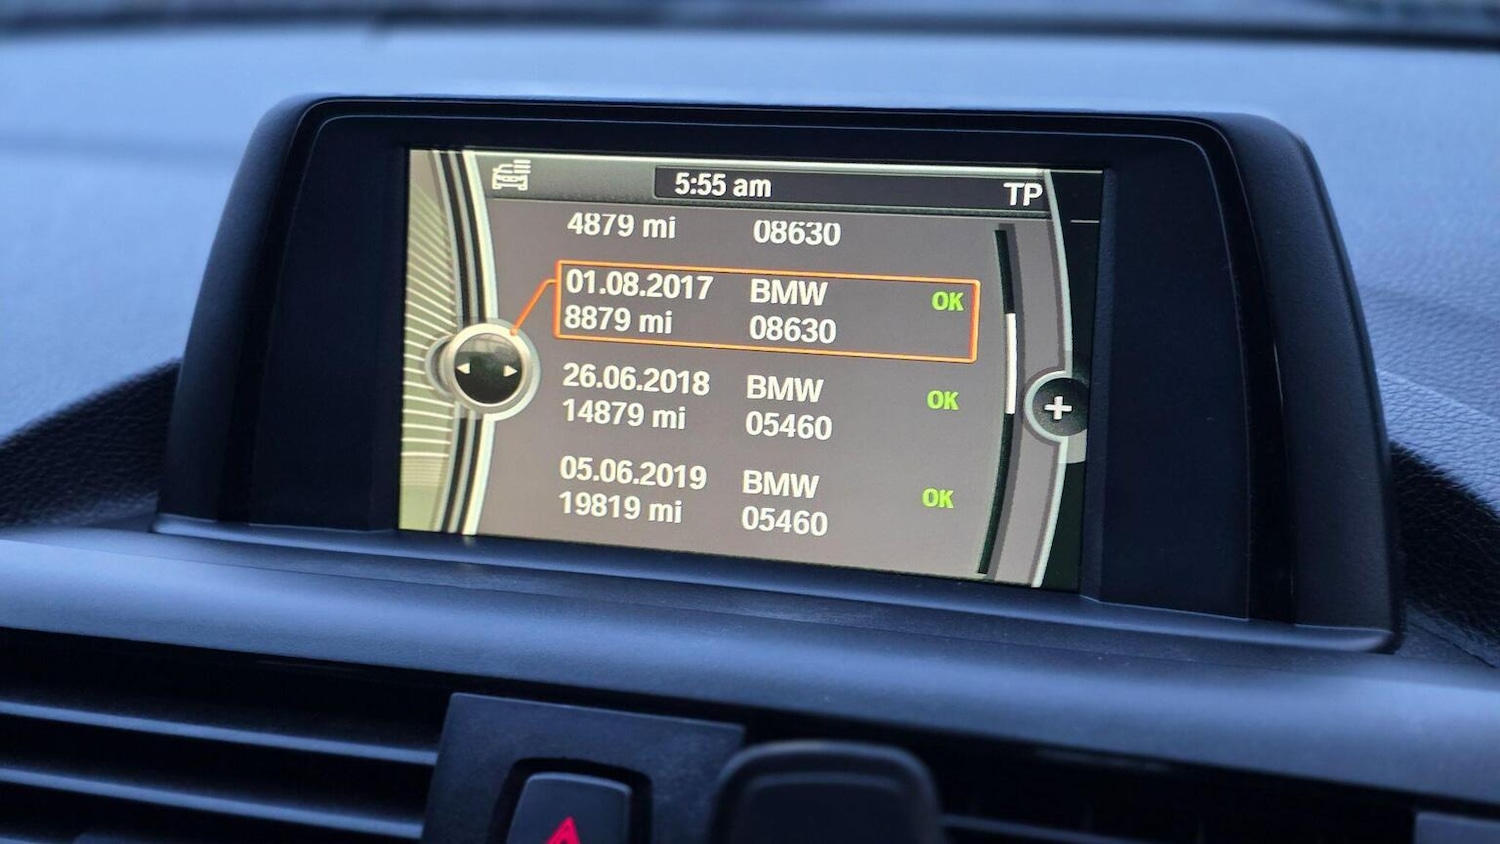 5:55 am
TP
4879 mi 08630
01.08.2017 BMW OK
8879 mi 08630
26.06.2018 BMW OK
14879 mi 05460
05.06.2019 BMW OK
19819 mi 05460